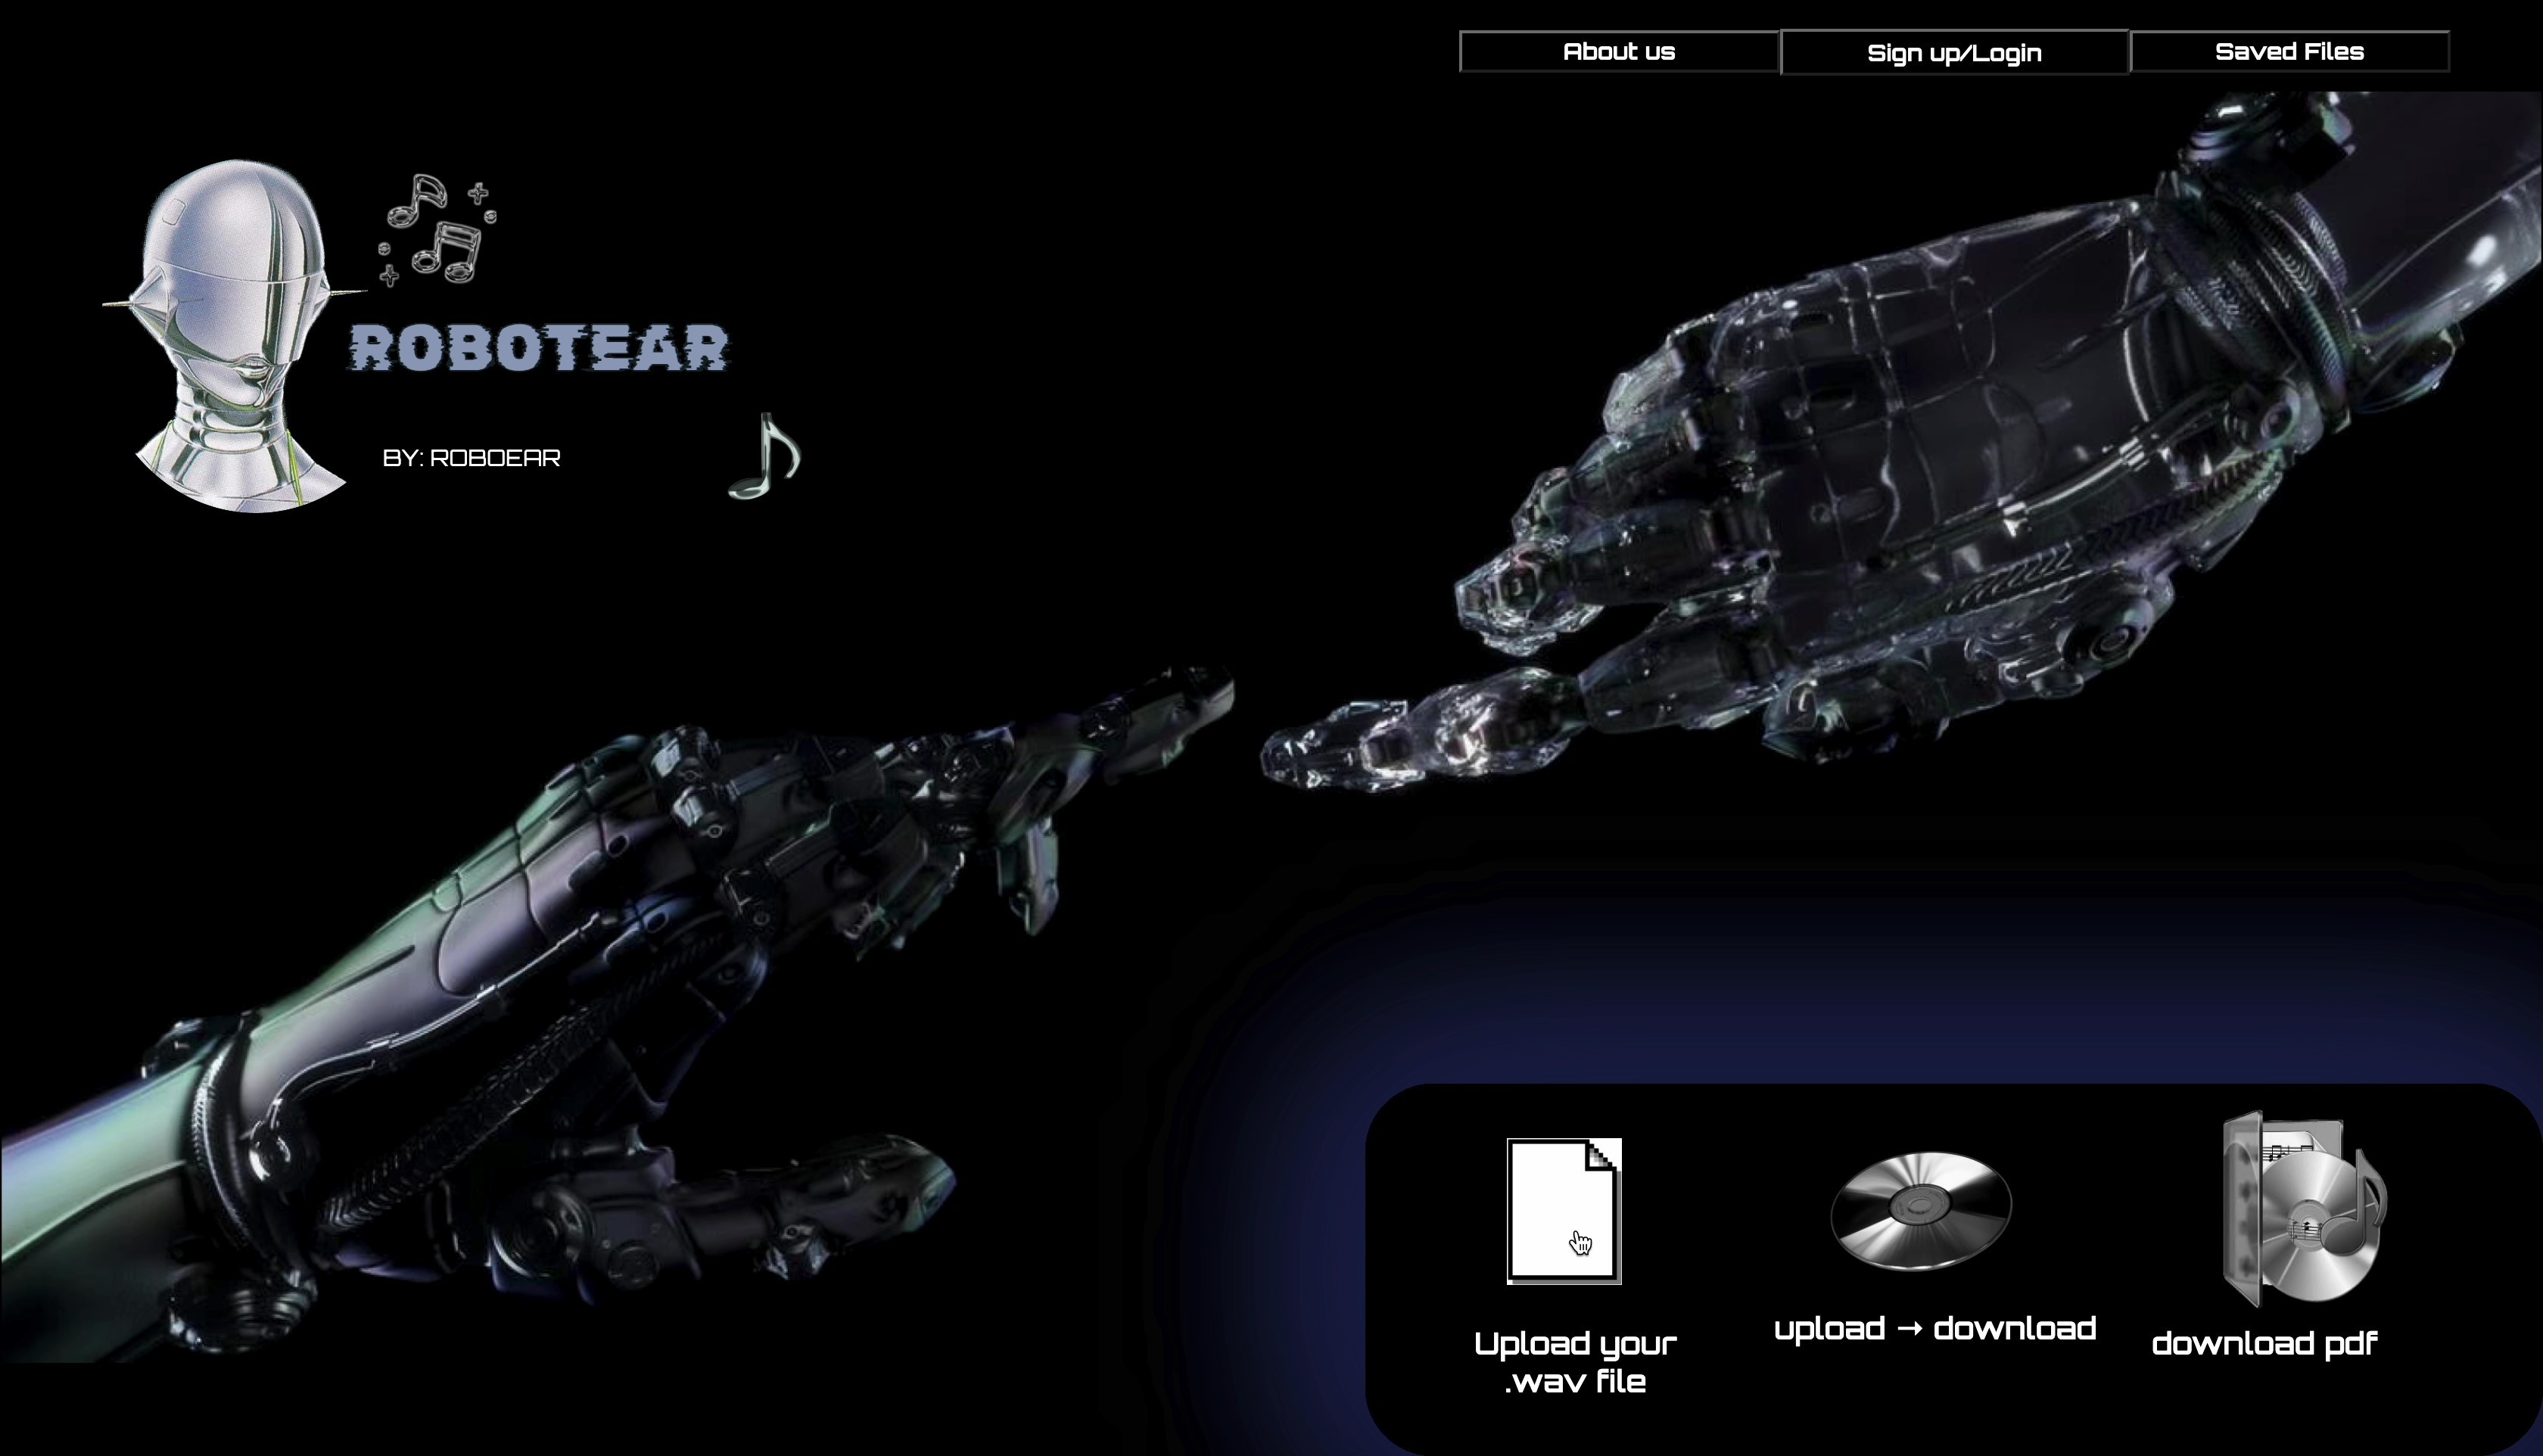 About us
Sign up/Login
Saved Files
ROBOTEAR
BY: ROBOEAR
Upload your
.wav file
upload → download
download pdf